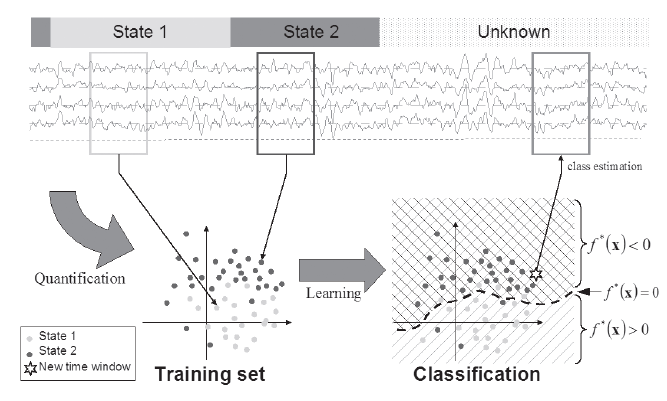 State 1
State 2
Unknown
class estimation
Quantification
Learning
f*(x)<0
f*(x)=0
f*(x)>0
State 1
State 2
New time window
Training set
Classification